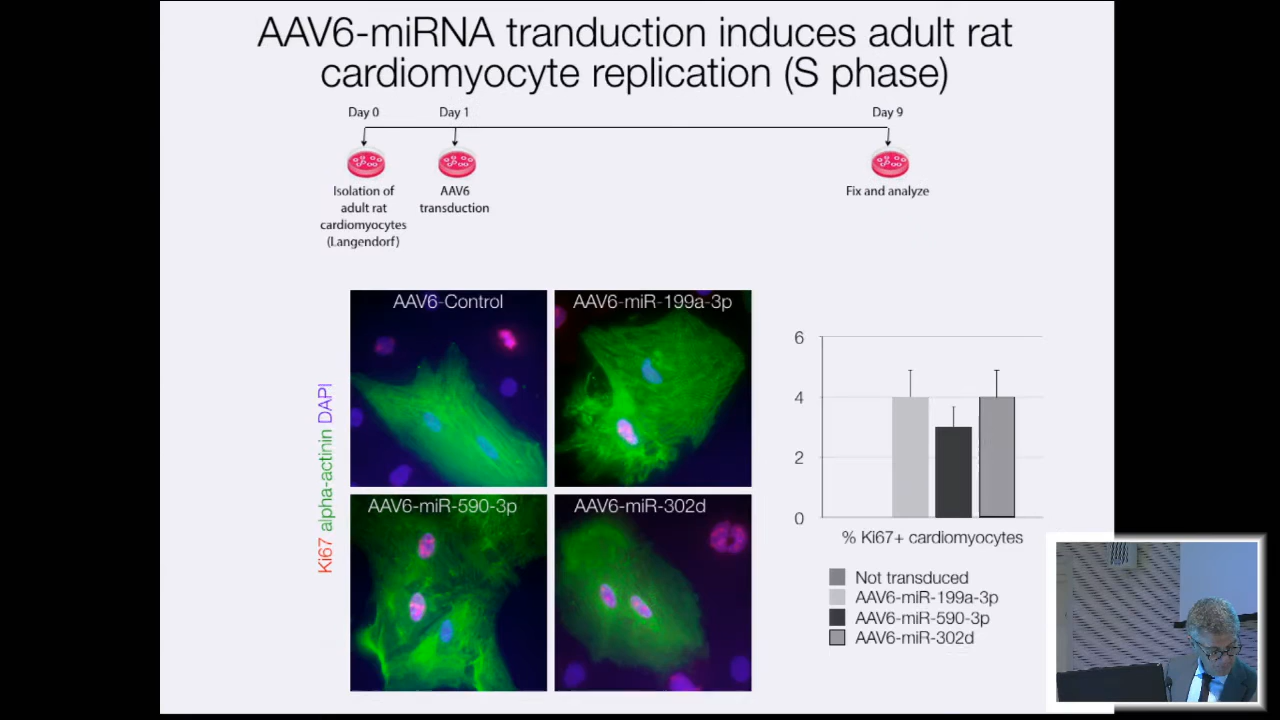 AAV6-miRNA tranduction induces adult rat
cardiomyocyte replication (S phase)
Day 0
Day 1
Day 9
Isolation of
adult rat
cardiomyocytes
(Langendorf)
AAV6
transduction
Fix and analyze
Ki67 alpha-actinin DAPI
AAV6-Control
AAV6-miR-199a-3p
AAV6-miR-590-3p
AAV6-miR-302d
6
4
2
0
% Ki67+ cardiomyocytes
Not transduced
AAV6-miR-199a-3p
AAV6-miR-590-3p
AAV6-miR-302d